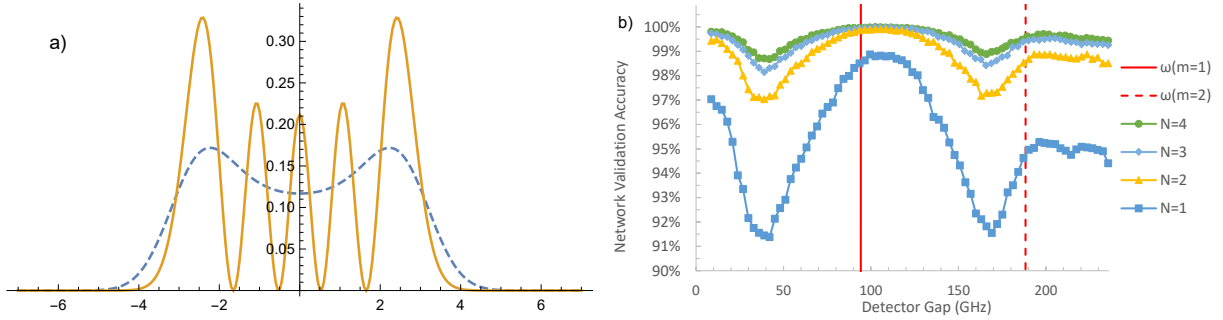 a)
0.30
0.25
0.20
0.15
0.10
0.05
−6 −4 −2 2 4 6
b)
Network Validation Accuracy
100%
99%
98%
97%
96%
95%
94%
93%
92%
91%
90%
0 50 100 150 200
Detector Gap (GHz)
ω(m=1)
ω(m=2)
N=4
N=3
N=2
N=1